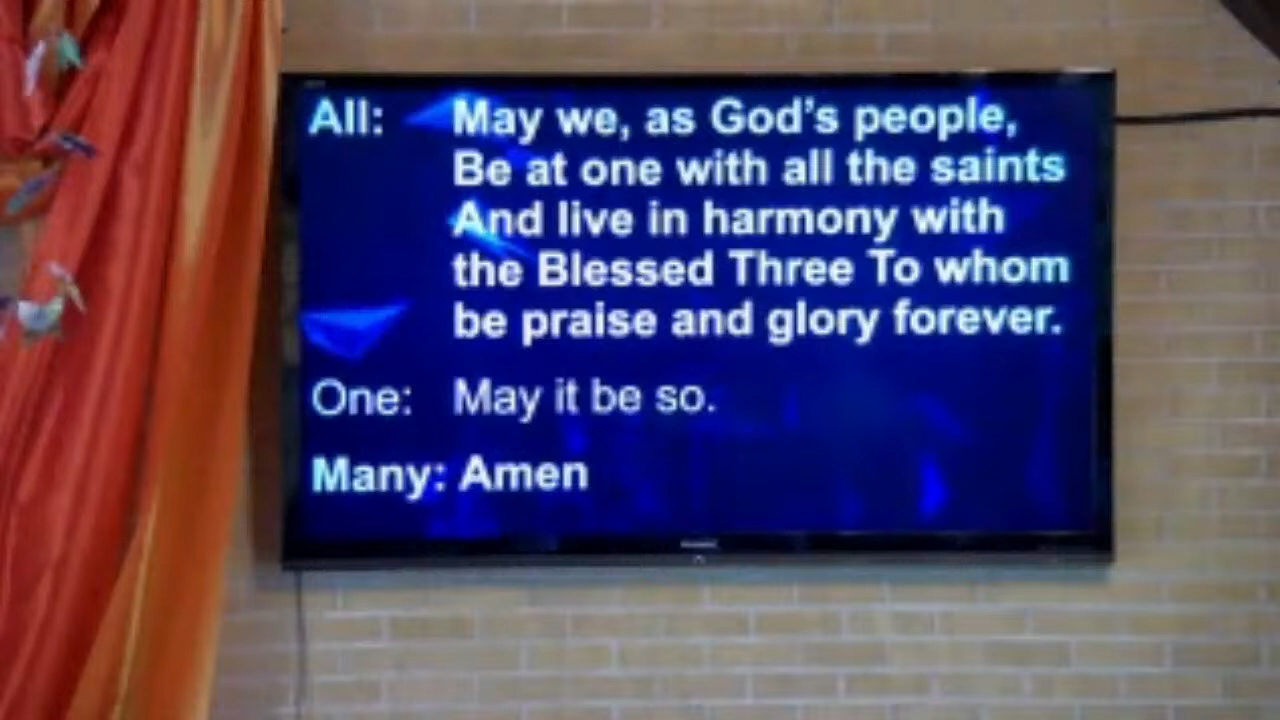 All: May we, as God's people,
Be at one with all the saints
And live in harmony with
the Blessed Three To whom
be praise and glory forever.
One: May it be so.
Many: Amen